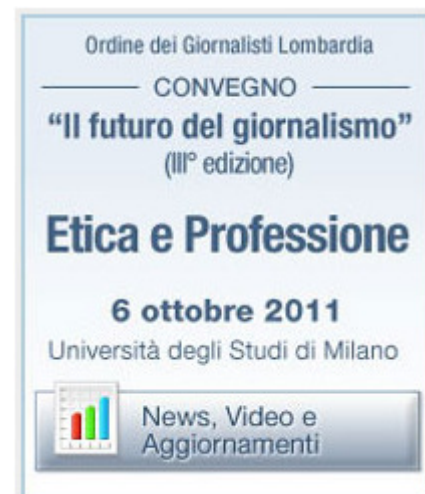 Ordine dei Giornalisti Lombardia
CONVEGNO
“Il futuro del giornalismo”
(III° edizione)
Etica e Professione
6 ottobre 2011
Università degli Studi di Milano
News, Video e
Aggiornamenti